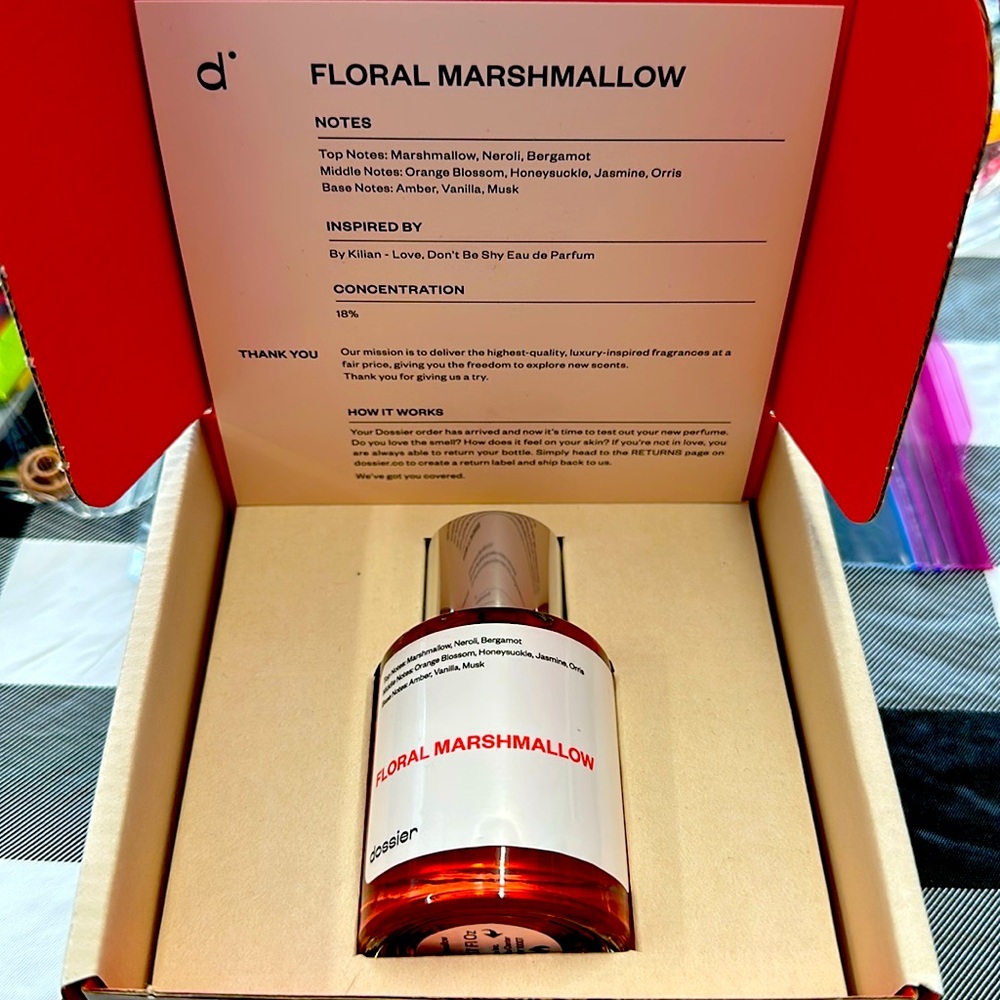 d.
FLORAL MARSHMALLOW
NOTES
Top Notes: Marshmallow, Neroli, Bergamot
Middle Notes: Orange Blossom, Honeysuckle, Jasmine, Orris
Base Notes: Amber, Vanilla, Musk
INSPIRED BY
By Kilian - Love, Don't Be Shy Eau de Parfum
CONCENTRATION
18%
THANK YOU
Our mission is to deliver the highest-quality, luxury-inspired fragrances at a
fair price, giving you the freedom to explore new scents.
Thank you for giving us a try.
HOW IT WORKS
Your Dossier order has arrived and now it's time to test out your new perfume.
Do you love the smell? How does it feel on your skin? If you're not in love, you
are always able to return your bottle. Simply head to the RETURNS page on
dossier.co to create a return label and ship back to us.
We've got you covered.
Top Notes: Marshmallow, Neroli, Bergamot
Middle Notes: Orange Blossom, Honeysuckle, Jasmine, Orris
Base Notes: Amber, Vanilla, Musk
FLORAL MARSHMALLOW
dossier